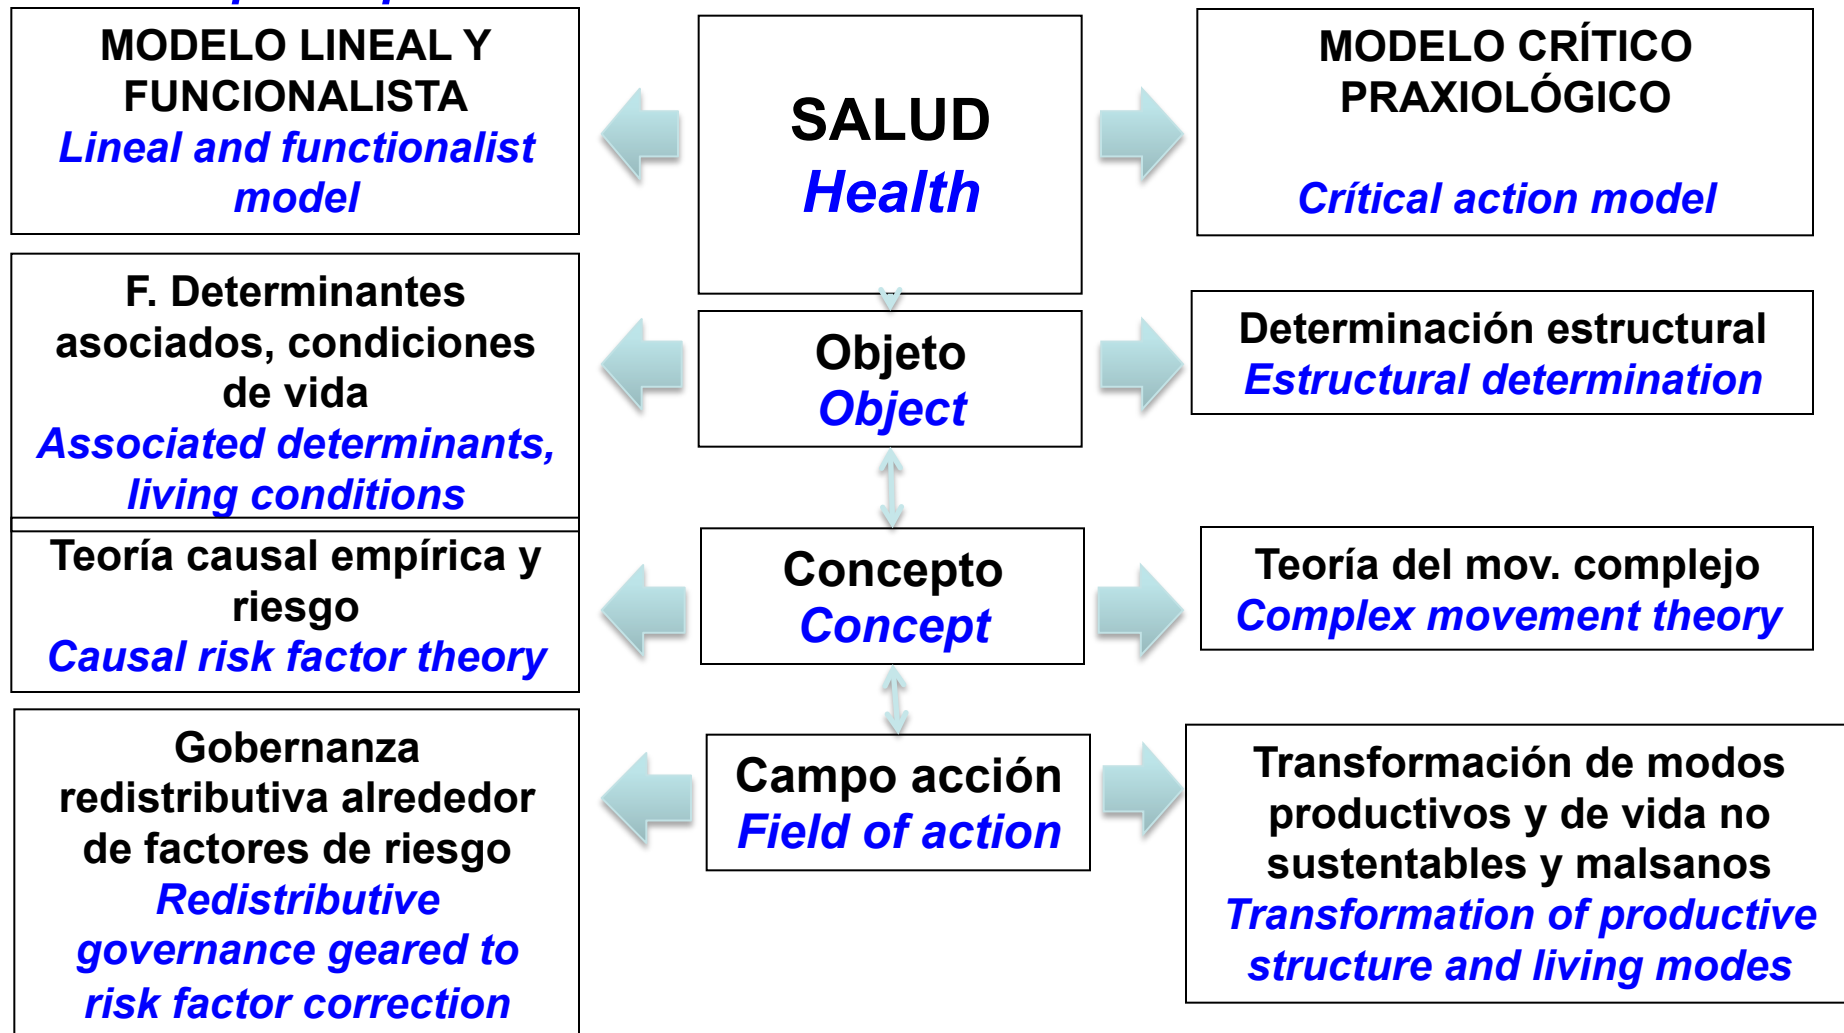 MODELO LINEAL Y
FUNCIONALISTA
Lineal and functionalist
model
SALUD
Health
MODELO CRÍTICO
PRAXIOLÓGICO
Crítical action model
F. Determinantes
asociados, condiciones
de vida
Associated determinants,
living conditions
Objeto
Object
Determinación estructural
Estructural determination
Teoría causal empírica y
riesgo
Causal risk factor theory
Concepto
Concept
Teoría del mov. complejo
Complex movement theory
Gobernanza
redistributiva alrededor
de factores de riesgo
Redistributive
governance geared to
risk factor correction
Campo acción
Field of action
Transformación de modos
productivos y de vida no
sustentables y malsanos
Transformation of productive
structure and living modes